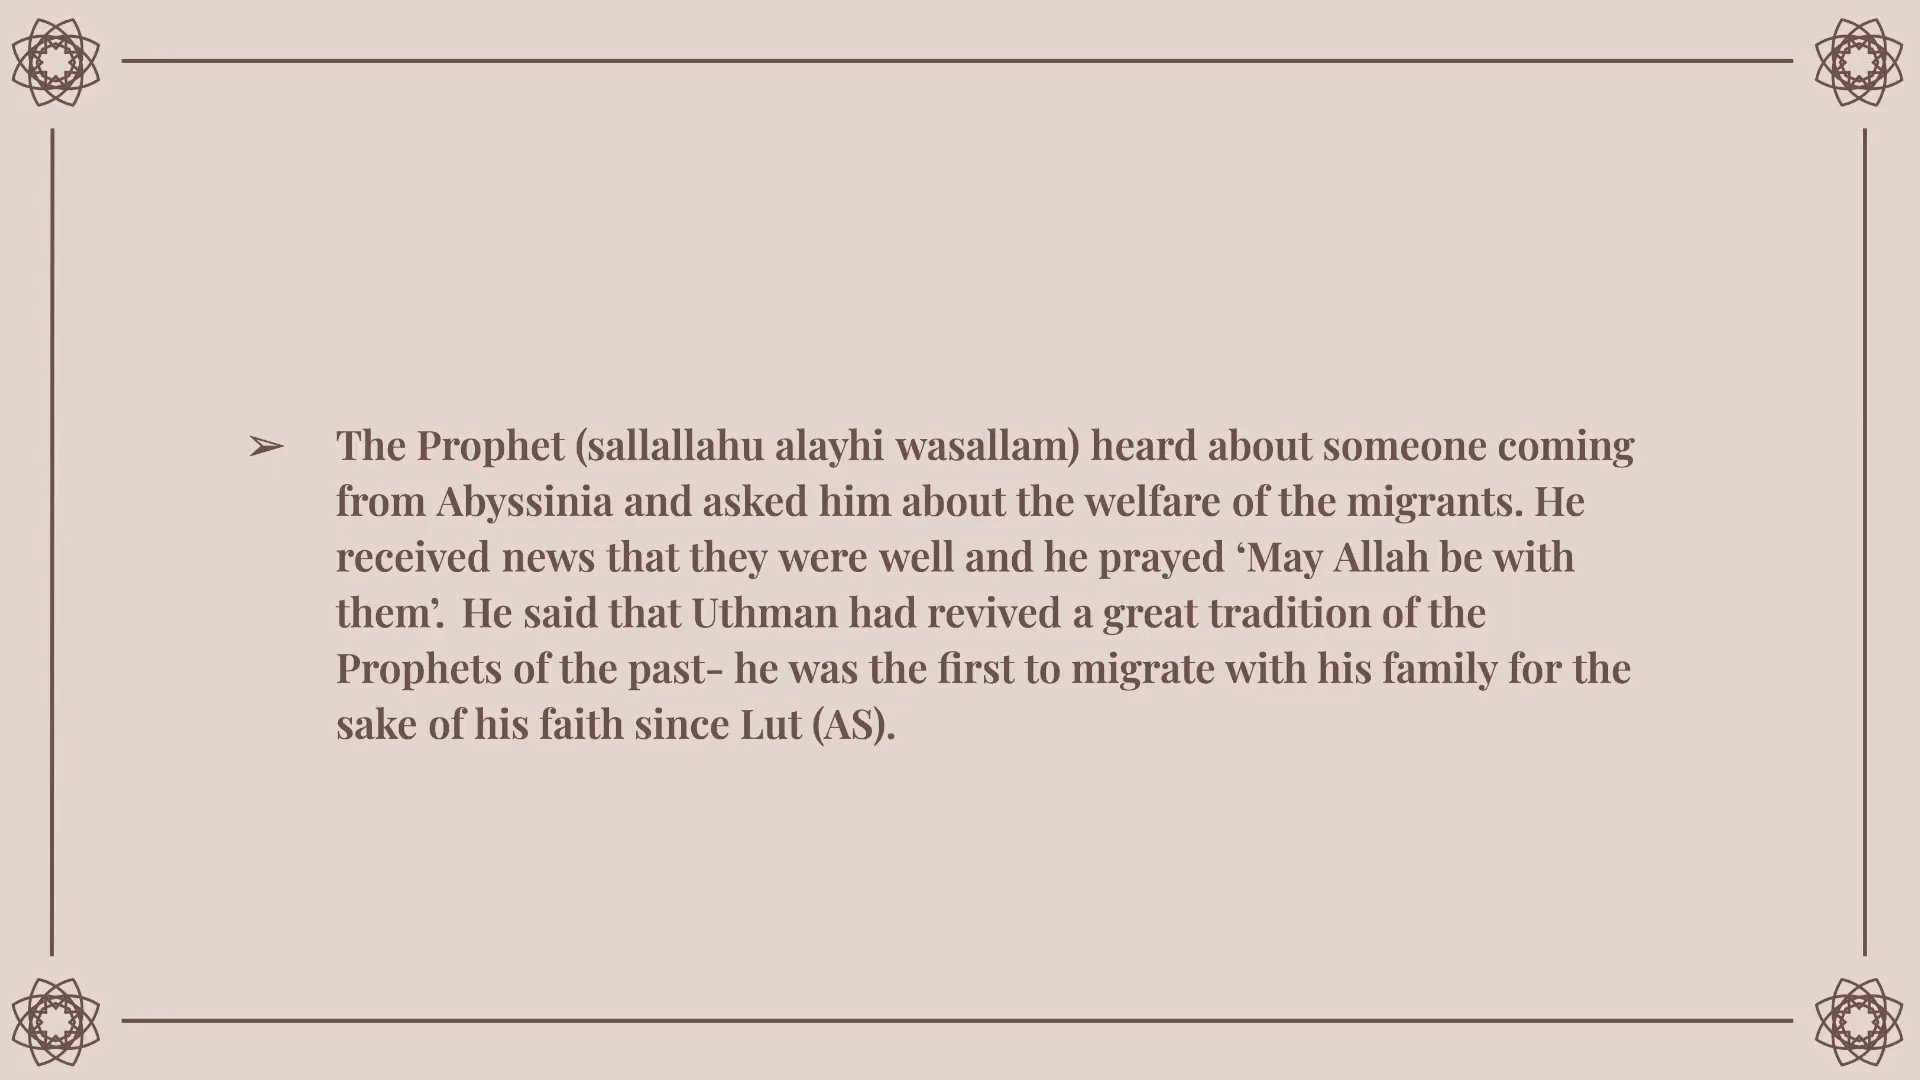 ➢ The Prophet (sallallahu alayhi wasallam) heard about someone coming
from Abyssinia and asked him about the welfare of the migrants. He
received news that they were well and he prayed ‘May Allah be with
them’.  He said that Uthman had revived a great tradition of the
Prophets of the past- he was the first to migrate with his family for the
sake of his faith since Lut (AS).